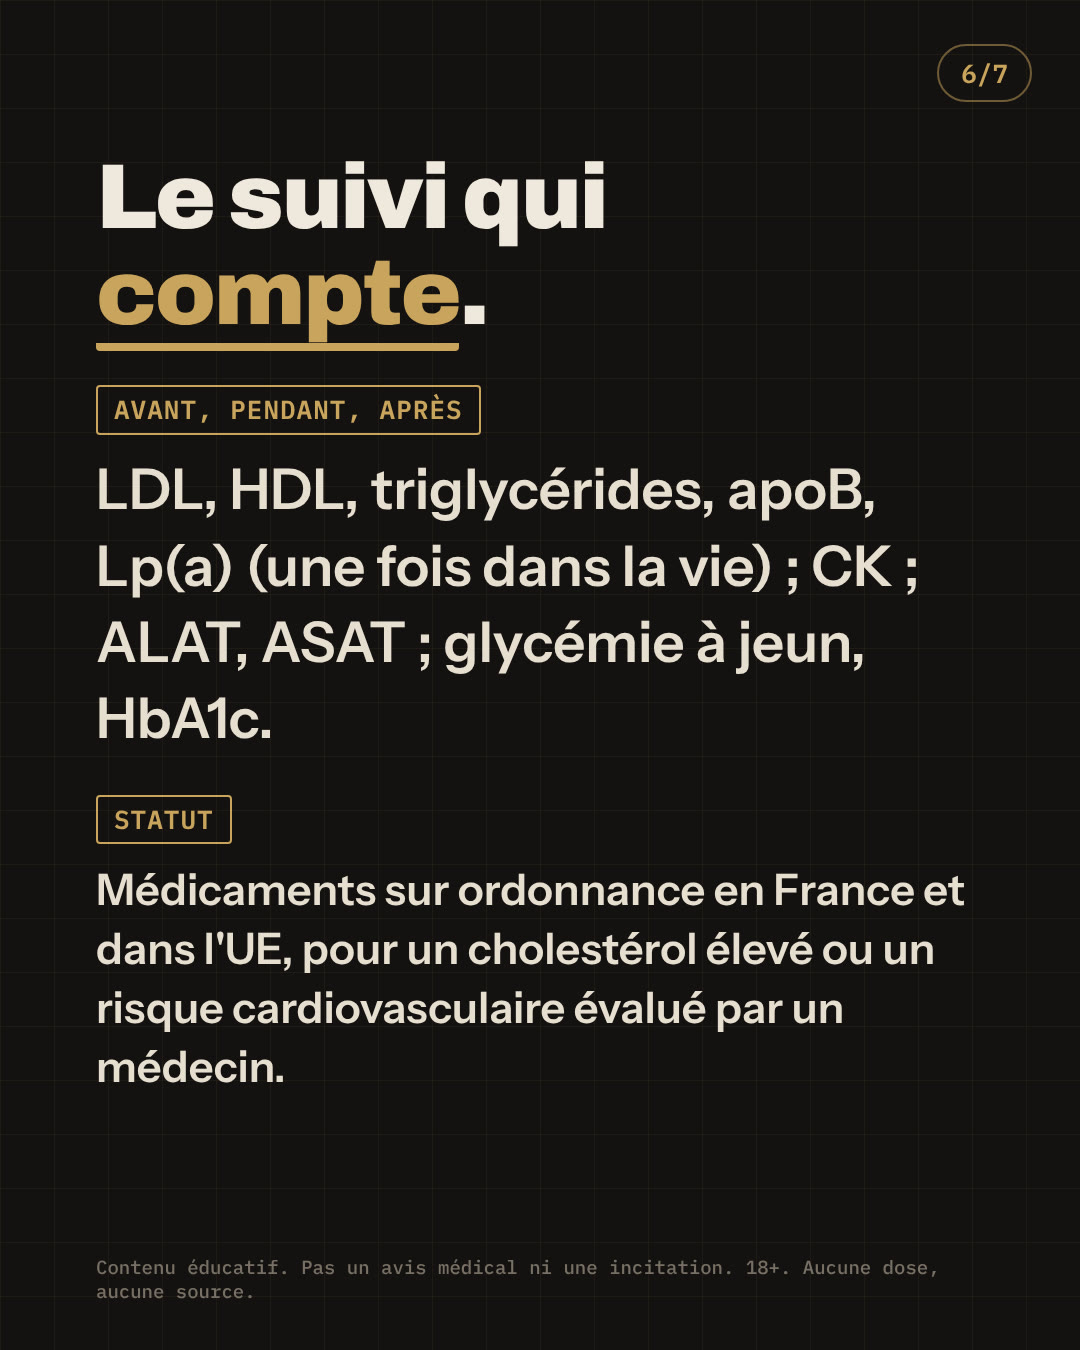 6/7
Le suivi qui
compte.
AVANT, PENDANT, APRÈS
LDL, HDL, triglycérides, apoB,
Lp(a) (une fois dans la vie) ; CK ;
ALAT, ASAT ; glycémie à jeun,
HbA1c.
STATUT
Médicaments sur ordonnance en France et
dans l'UE, pour un cholestérol élevé ou un
risque cardiovasculaire évalué par un
médecin.
Contenu éducatif. Pas un avis médical ni une incitation. 18+. Aucune dose,
aucune source.